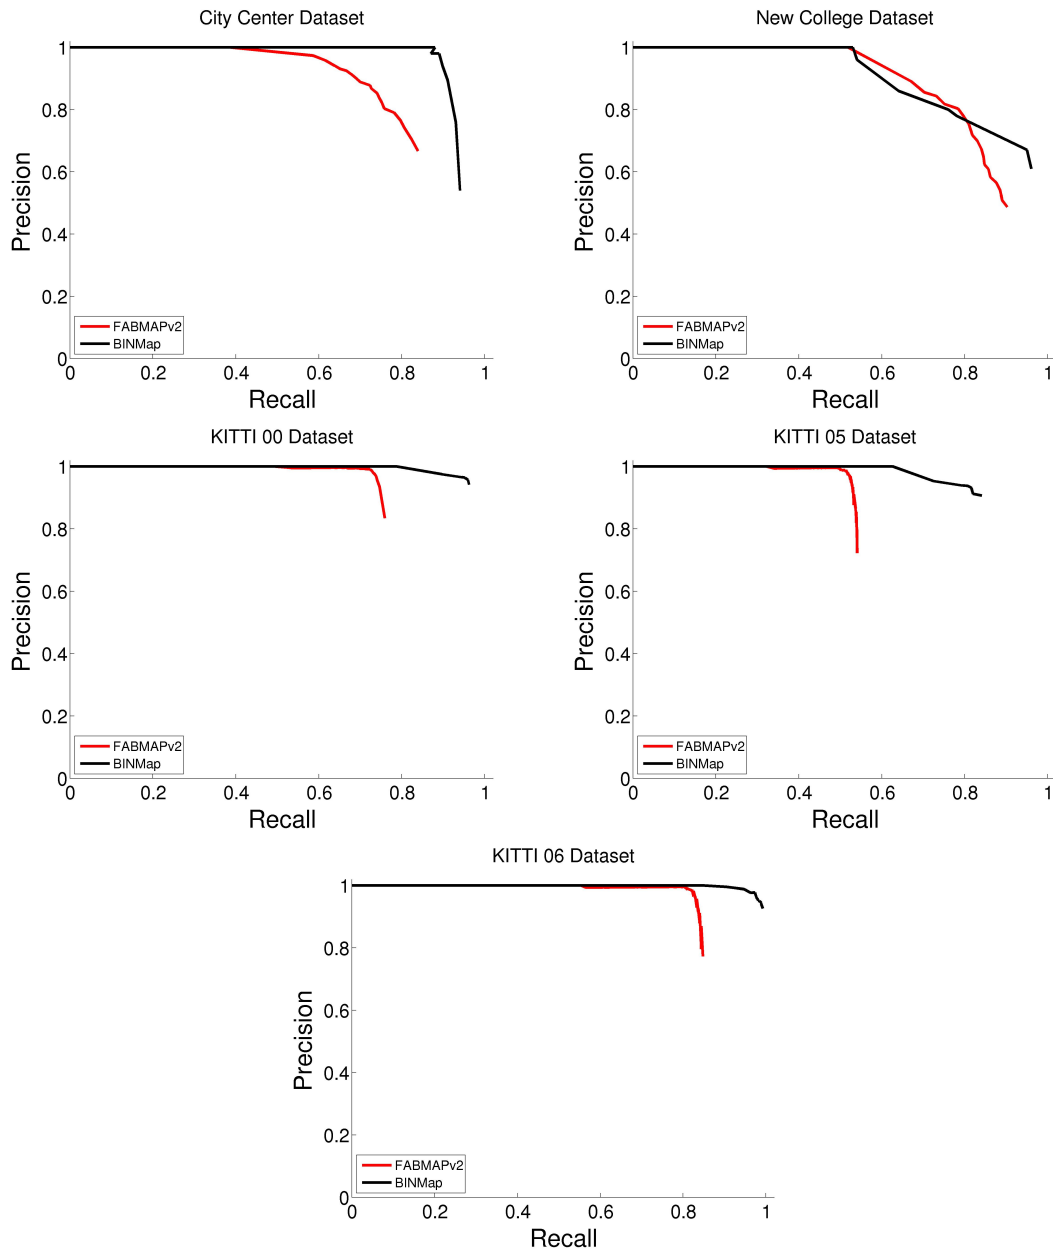 City Center Dataset
1
0.8
0.6
0.4
0.2
0
Precision
FABMAPv2
BINMap
0 0.2 0.4 0.6 0.8 1
Recall
New College Dataset
1
0.8
0.6
0.4
0.2
0
Precision
FABMAPv2
BINMap
0 0.2 0.4 0.6 0.8 1
Recall
KITTI 00 Dataset
1
0.8
0.6
0.4
0.2
0
Precision
FABMAPv2
BINMap
0 0.2 0.4 0.6 0.8 1
Recall
KITTI 05 Dataset
1
0.8
0.6
0.4
0.2
0
Precision
FABMAPv2
BINMap
0 0.2 0.4 0.6 0.8 1
Recall
KITTI 06 Dataset
1
0.8
0.6
0.4
0.2
0
Precision
FABMAPv2
BINMap
0 0.2 0.4 0.6 0.8 1
Recall